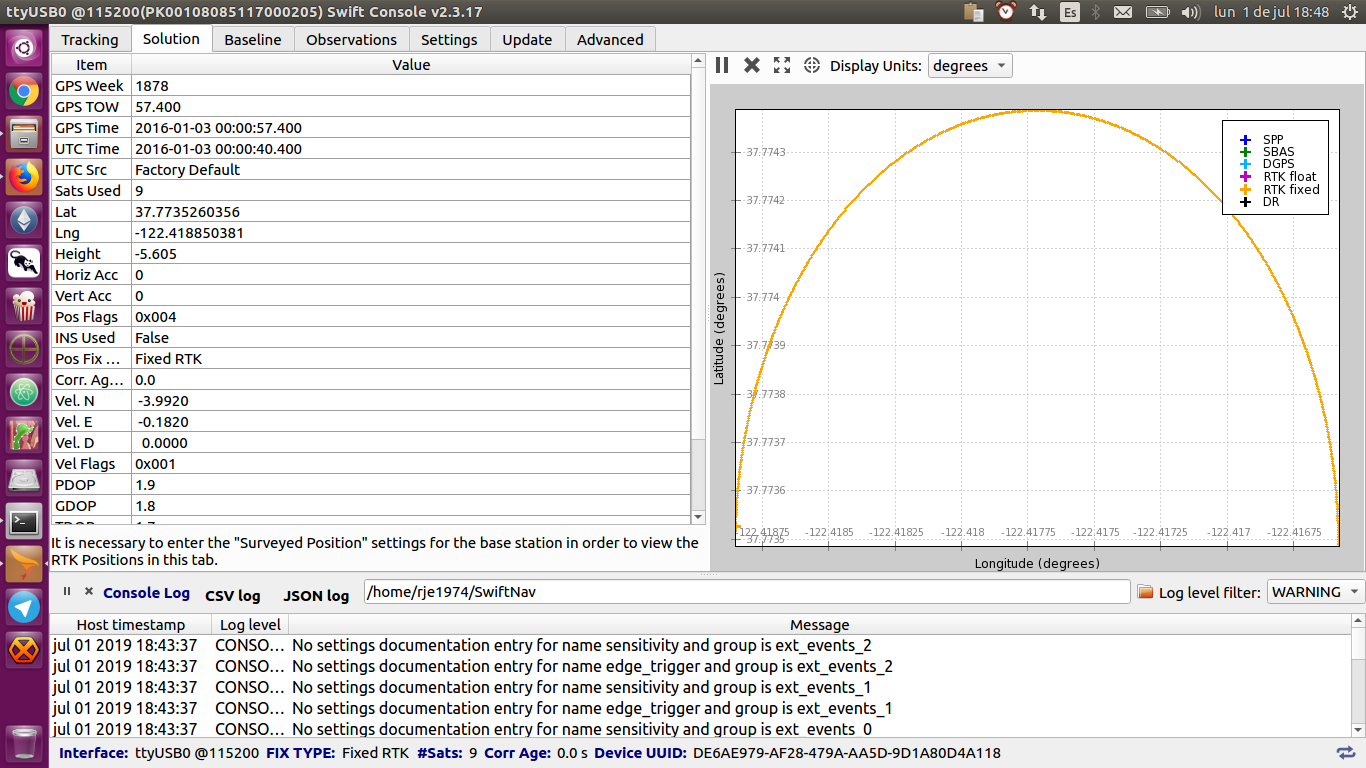 ttyUSB0 @115200(PK00108085117000205) Swift Console v2.3.17
Es
lun 1 de jul 18:48
Tracking Solution Baseline Observations Settings Update Advanced
Item Value
GPS Week 1878
GPS TOW 57.400
GPS Time 2016-01-03 00:00:57.400
UTC Time 2016-01-03 00:00:40.400
UTC Src Factory Default
Sats Used 9
Lat 37.7735260356
Lng -122.418850381
Height -5.605
Horiz Acc 0
Vert Acc 0
Pos Flags 0x004
INS Used False
Pos Fix ... Fixed RTK
Corr. Ag... 0.0
Vel. N -3.9920
Vel. E -0.1820
Vel. D 0.0000
Vel Flags 0x001
PDOP 1.9
GDOP 1.8
It is necessary to enter the "Surveyed Position" settings for the base station in order to view the
RTK Positions in this tab.
Display Units: degrees
SPP
SBAS
DGPS
RTK float
RTK fixed
DR
Latitude (degrees)
37.7743
37.7742
37.7741
37.774
37.7739
37.7738
37.7737
37.7736
37.7735
122.41875 -122.4185 -122.41825 -122.418 -122.41775 -122.4175 -122.41725 -122.417 -122.41675
Longitude (degrees)
Console Log CSV log JSON log /home/rje1974/SwiftNav Log level filter: WARNING
Host timestamp Log level Message
jul 01 2019 18:43:37 CONSO... No settings documentation entry for name sensitivity and group is ext_events_2
jul 01 2019 18:43:37 CONSO... No settings documentation entry for name edge_trigger and group is ext_events_2
jul 01 2019 18:43:37 CONSO... No settings documentation entry for name sensitivity and group is ext_events_1
jul 01 2019 18:43:37 CONSO... No settings documentation entry for name edge_trigger and group is ext_events_1
jul 01 2019 18:43:37 CONSO... No settings documentation entry for name sensitivity and group is ext_events_0
Interface: ttyUSB0 @115200 FIX TYPE: Fixed RTK #Sats: 9 Corr Age: 0.0 s Device UUID: DE6AE979-AF28-479A-AA5D-9D1A80D4A118